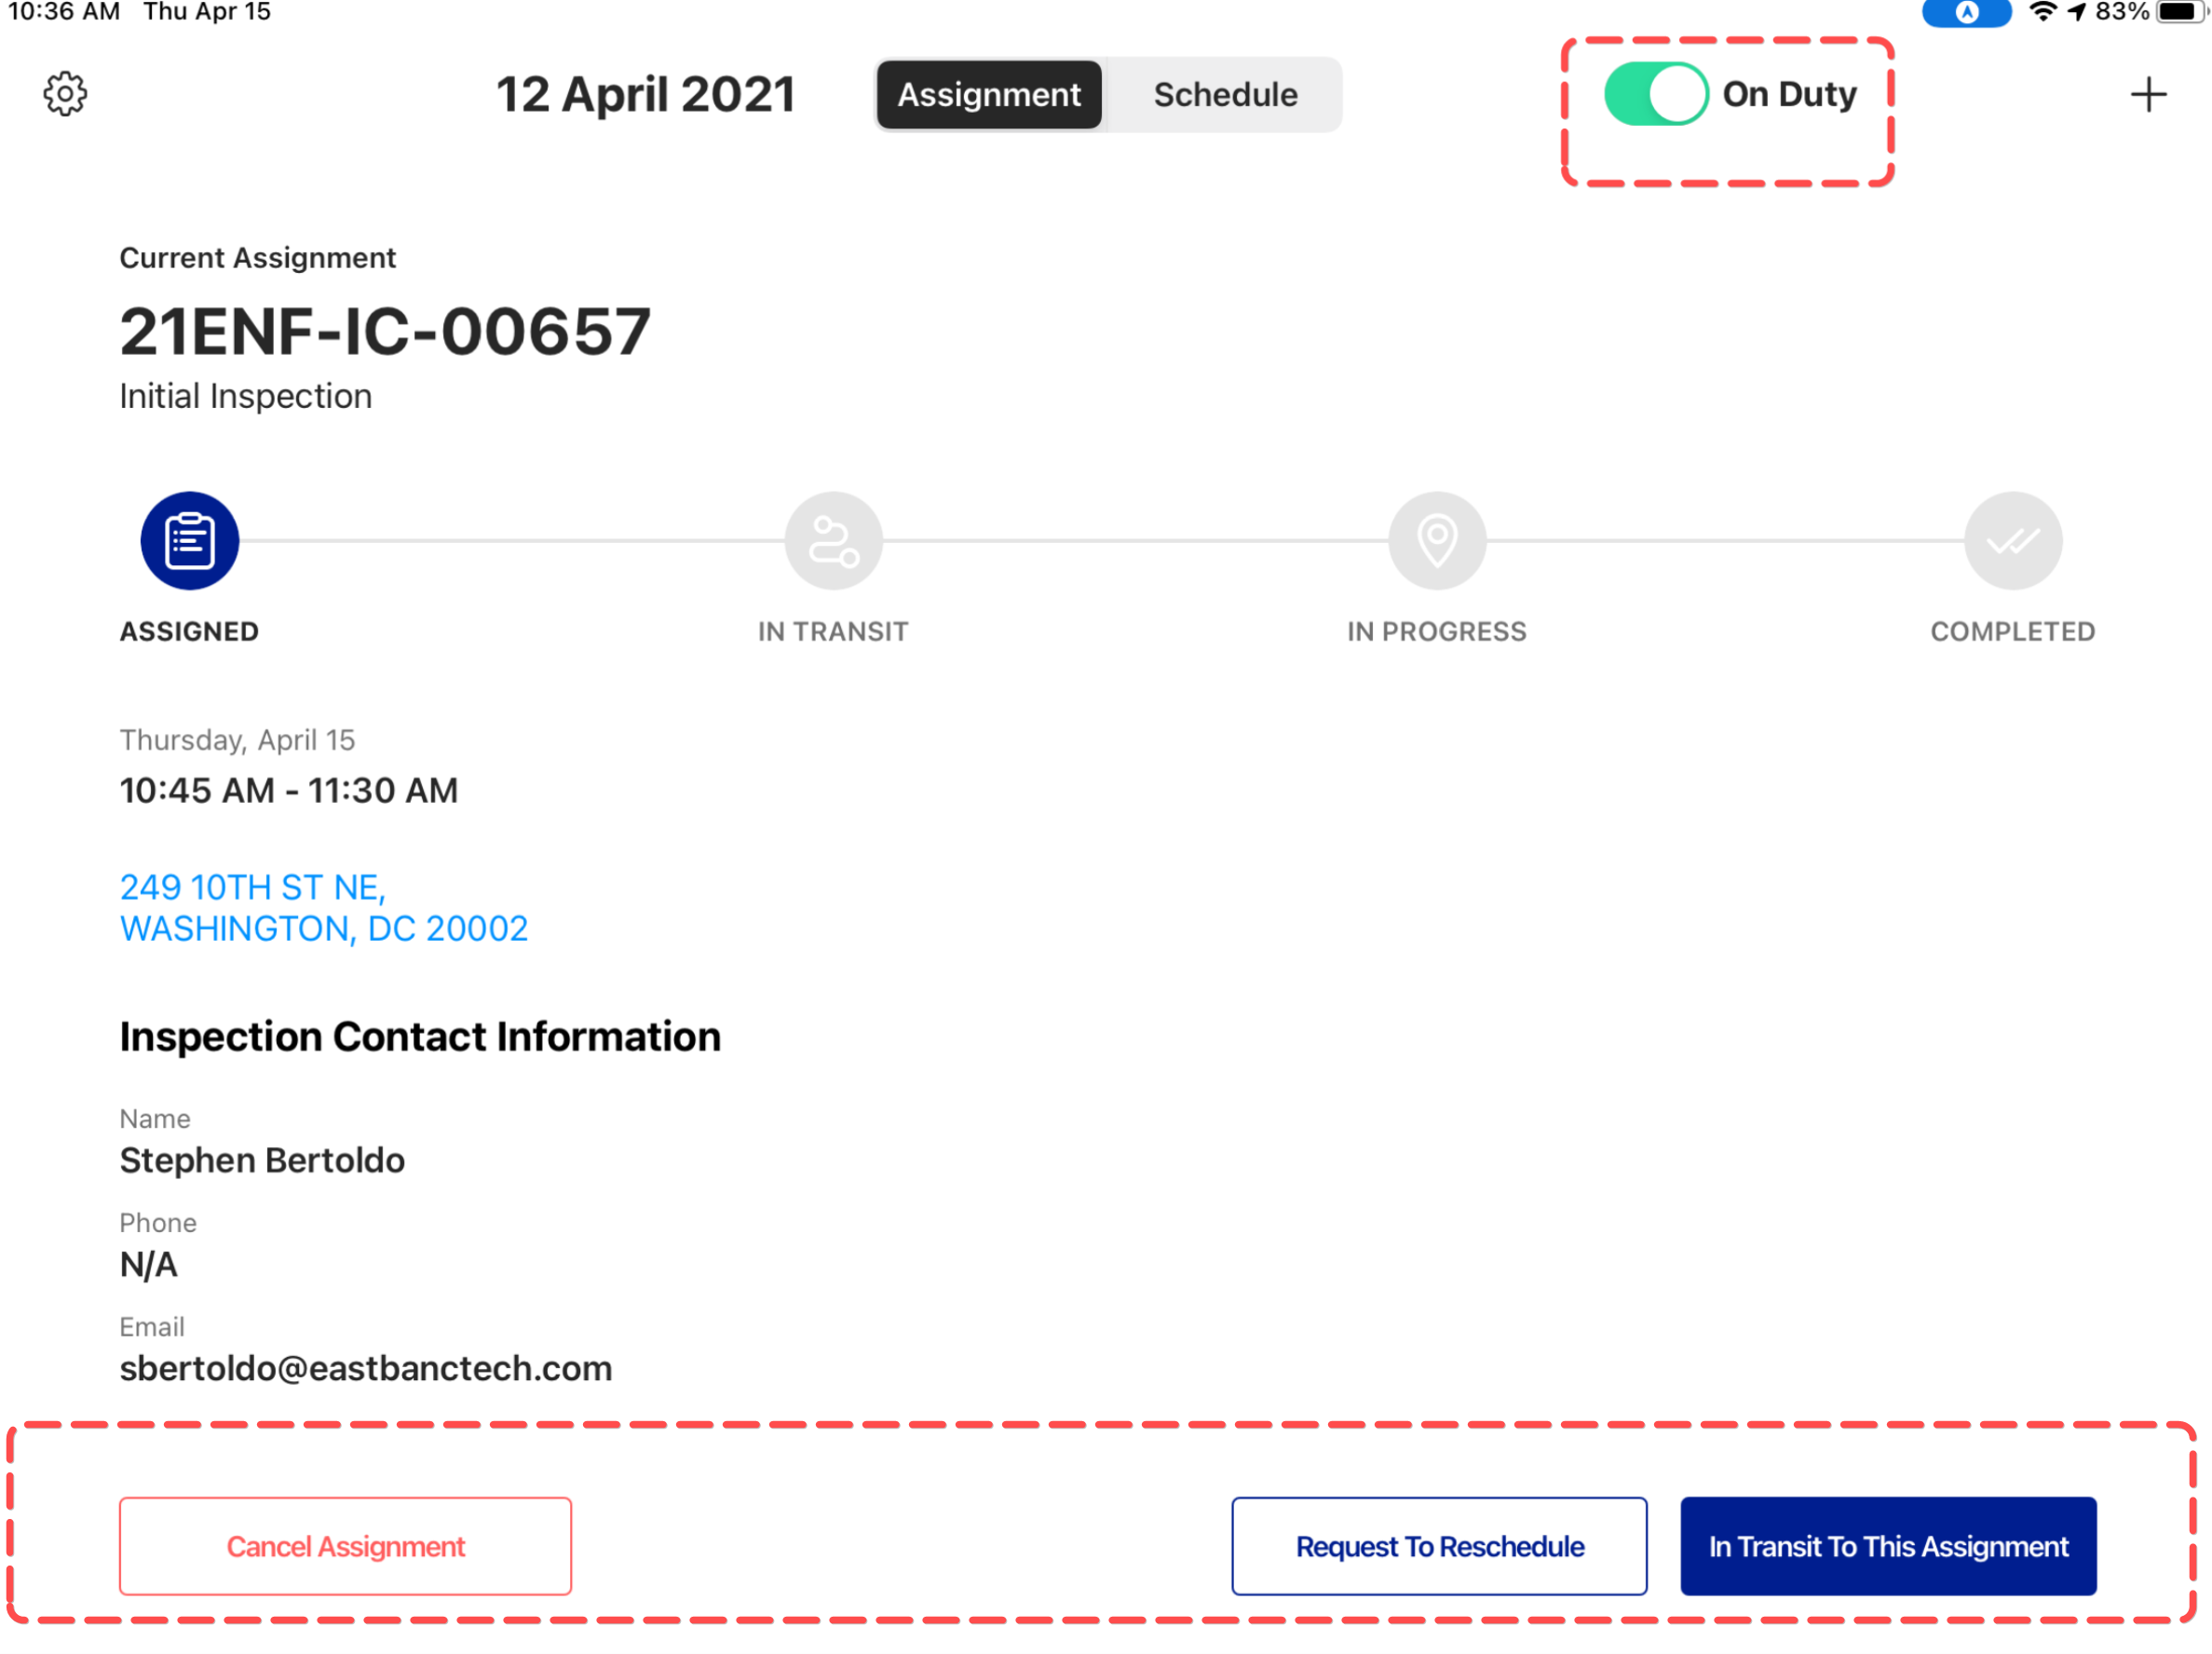 10:36 AM Thu Apr 15 83%
12 April 2021 Assignment Schedule On Duty
Current Assignment
21ENF-IC-00657
Initial Inspection
ASSIGNED IN TRANSIT IN PROGRESS COMPLETED
Thursday, April 15
10:45 AM - 11:30 AM
249 10TH ST NE,
WASHINGTON, DC 20002
Inspection Contact Information
Name
Stephen Bertoldo
Phone
N/A
Email
sbertoldo@eastbanctech.com
Cancel Assignment Request To Reschedule In Transit To This Assignment